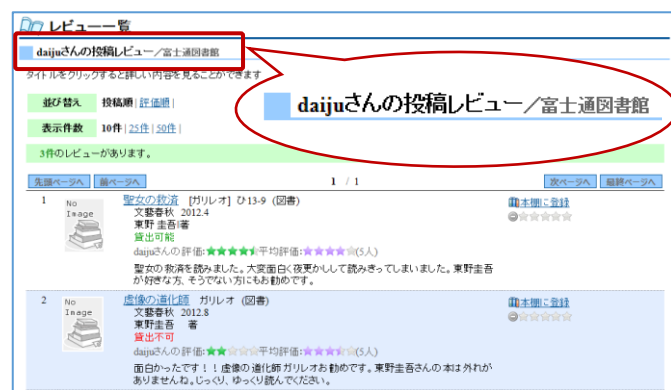 レビュー一覧
daijuさんの投稿レビュー／富士通図書館
タイトルをクリックすると詳しい内容を見ることができます
daijuさんの投稿レビュー／富士通図書館
並び替え 投稿順 | 評価順 |
表示件数 10件 | 25件 | 50件 |
3件のレビューがあります。
先頭ページへ 前ページへ 1 / 1 次ページへ 最終ページへ
1 No Image 聖女の救済 [ガリレオ] ひ13-9 (図書) 本棚に登録
文藝春秋 2012.4
東野 圭吾∥著
貸出可能
daijuさんの評価:★★★★★平均評価:★★★★☆(5人)
聖女の救済を読みました。大変面白く夜更かしして読みきってしまいました。東野圭吾
が好きな方、そうでない方にもお勧めです。
2 No Image 虚像の道化師 ガリレオ (図書) 本棚に登録
文藝春秋 2012.8
東野圭吾 著
貸出不可
daijuさんの評価:★★☆☆☆平均評価:★★★★☆(5人)
面白かったです！！虚像の道化師ガリレオお勧めです。東野圭吾さんの本は外れが
ありませんね。じっくり、ゆっくり読んでください。